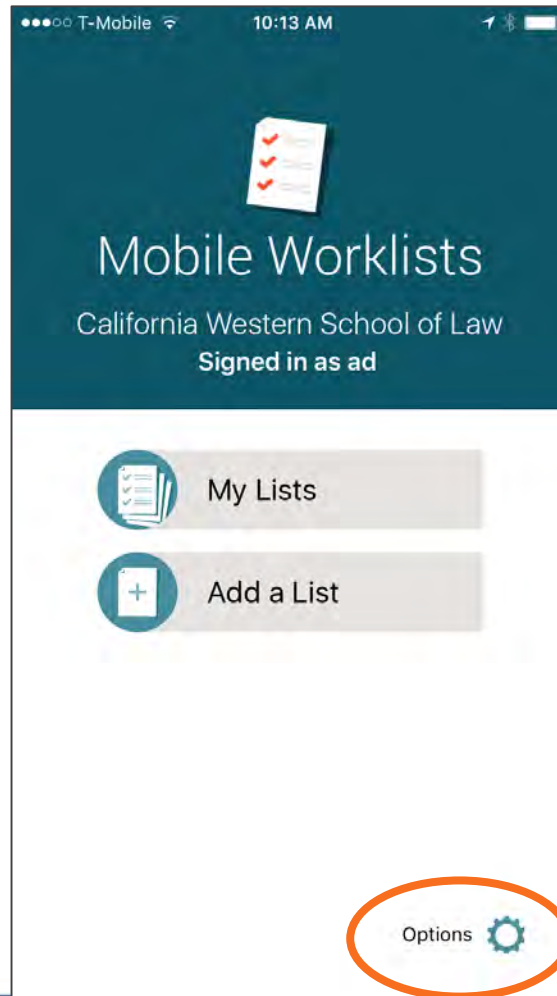 T-Mobile 10:13 AM
Mobile Worklists
California Western School of Law
Signed in as ad
My Lists
Add a List
Options